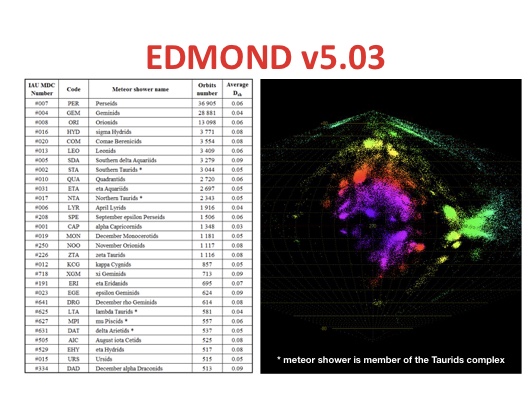 EDMOND v5.03
IAU MDC Number Code Meteor shower name Orbits number Average D_sh
#007 PER Perseids 36 905 0.06
#004 GEM Geminids 28 881 0.04
#008 ORI Orionids 13 098 0.06
#016 HYD sigma Hydrids 3 771 0.08
#020 COM Comae Berenicids 3 554 0.08
#013 LEO Leonids 3 409 0.06
#005 SDA Southern delta Aquariids 3 279 0.09
#002 STA Southern Taurids * 3 044 0.05
#010 QUA Quadrantids 2 720 0.06
#031 ETA eta Aquariids 2 697 0.05
#017 NTA Northern Taurids * 2 343 0.05
#006 LYR April Lyrids 1 916 0.04
#208 SPE September epsilon Perseids 1 506 0.06
#001 CAP alpha Capricornids 1 348 0.03
#019 MON December Monocerotids 1 181 0.05
#250 NOO November Orionids 1 117 0.08
#226 ZTA zeta Taurids 1 116 0.08
#012 KCG kappa Cygnids 857 0.05
#718 XGM xi Geminids 713 0.09
#191 ERI eta Eridanids 695 0.07
#023 EGE epsilon Geminids 624 0.09
#641 DRG December rho Geminids 614 0.08
#625 LTA lambda Taurids * 581 0.04
#627 MPI mu Piscids * 557 0.06
#631 DAT delta Arietids * 537 0.05
#505 AIC August iota Cetids 525 0.08
#529 EHY eta Hydrids 517 0.08
#015 URS Ursids 515 0.05
#334 DAD December alpha Draconids 513 0.09
* meteor shower is member of the Taurids complex